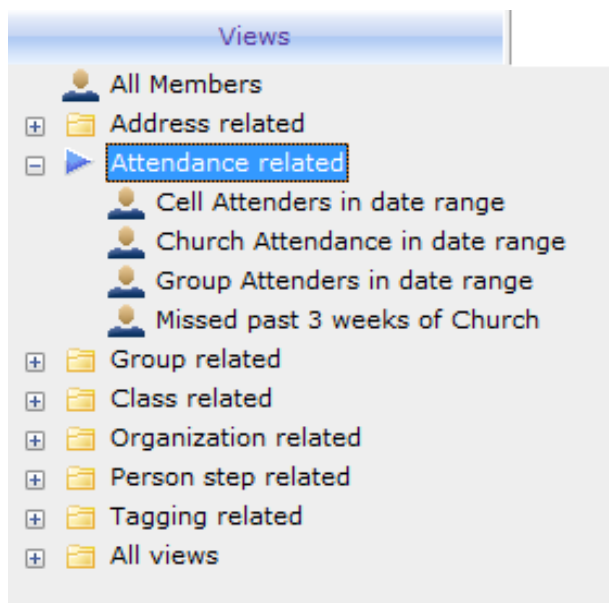 Views
All Members
Address related
Attendance related
Cell Attenders in date range
Church Attendance in date range
Group Attenders in date range
Missed past 3 weeks of Church
Group related
Class related
Organization related
Person step related
Tagging related
All views